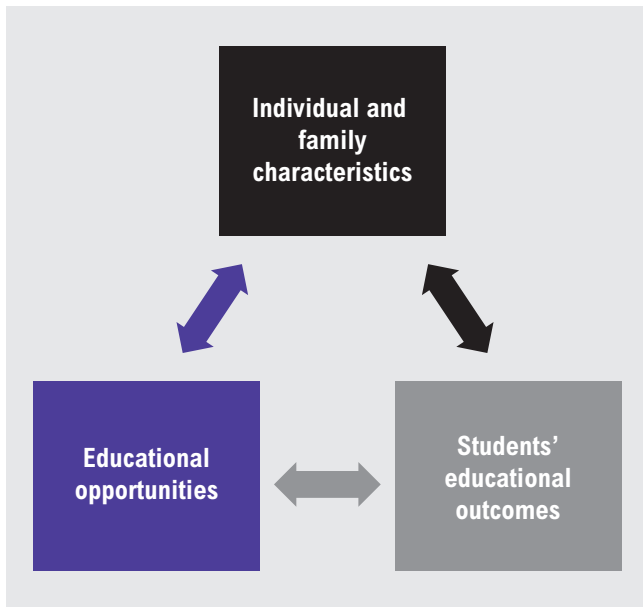 Individual and
family
characteristics
Educational
opportunities
Students’
educational
outcomes